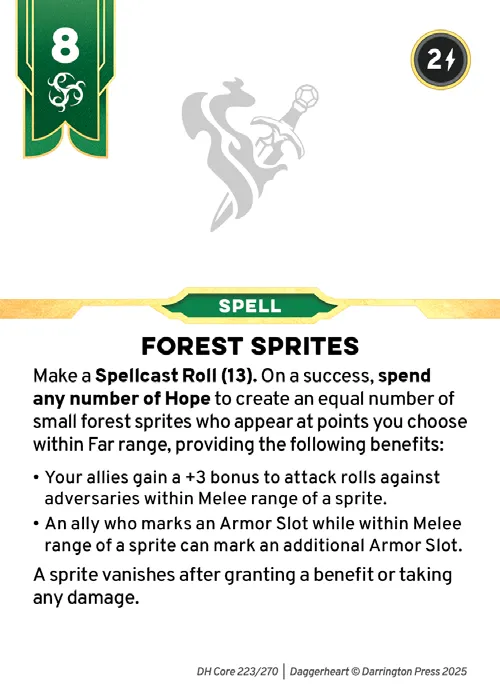 8
2
SPELL
FOREST SPRITES
Make a Spellcast Roll (13). On a success, spend
any number of Hope to create an equal number of
small forest sprites who appear at points you choose
within Far range, providing the following benefits:
• Your allies gain a +3 bonus to attack rolls against
adversaries within Melee range of a sprite.
• An ally who marks an Armor Slot while within Melee
range of a sprite can mark an additional Armor Slot.
A sprite vanishes after granting a benefit or taking
any damage.
DH Core 223/270 | Daggerheart © Darrington Press 2025